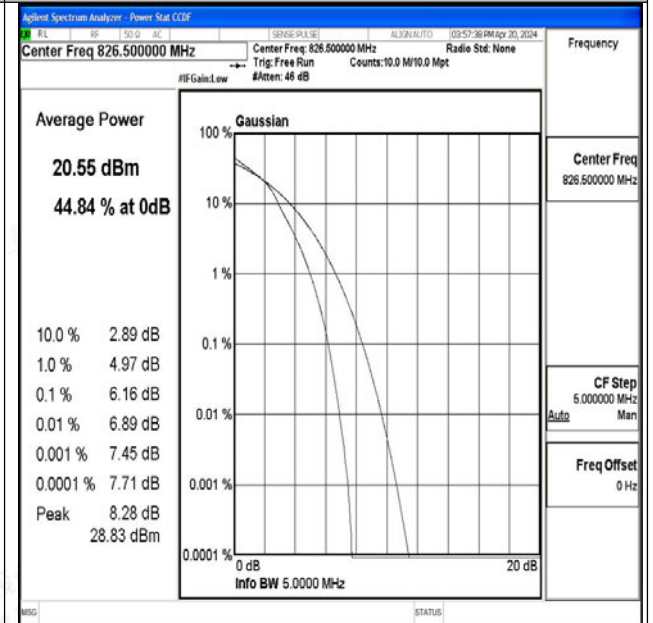 Agilent Spectrum Analyzer - Power Stat CCDF
RL RF 50 Ω AC SENSE:PULSE ALIGN AUTO 03:57:38 PM Apr 20, 2024
Center Freq 826.500000 MHz
Center Freq: 826.500000 MHz Radio Std: None
Trig: Free Run Counts:10.0 M/10.0 Mpt
#IFGain:Low #Atten: 46 dB
Frequency
Average Power
20.55 dBm
44.84 % at 0dB
10.0 % 2.89 dB
1.0 % 4.97 dB
0.1 % 6.16 dB
0.01 % 6.89 dB
0.001 % 7.45 dB
0.0001 % 7.71 dB
Peak 8.28 dB
28.83 dBm
Gaussian
100 %
10 %
1 %
0.1 %
0.01 %
0.001 %
0.0001 %
0 dB 20 dB
Info BW 5.0000 MHz
Center Freq
826.500000 MHz
CF Step
5.000000 MHz
Auto Man
Freq Offset
0 Hz
MSG STATUS